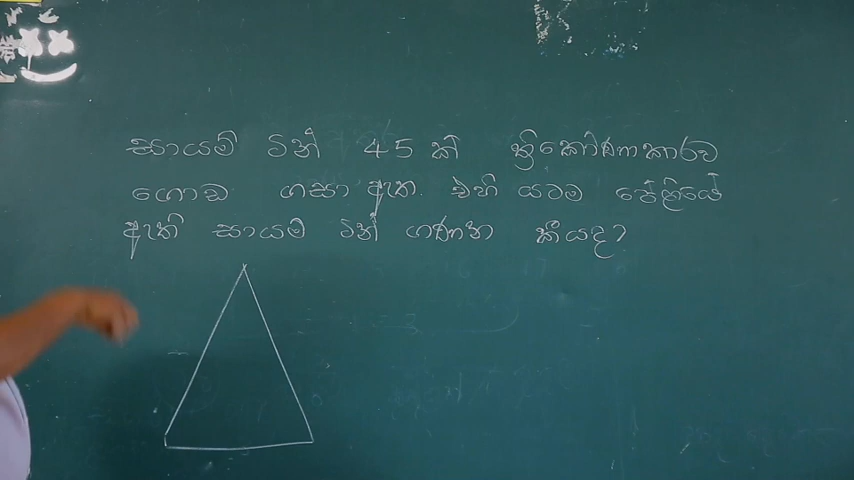 සායම් ටින් 45 ක් ත්‍රිකෝණාකාරව
ගොඩ ගසා ඇත. එහි යටම පේළියේ
ඇති සායම් ටින් ගණන කීයද?